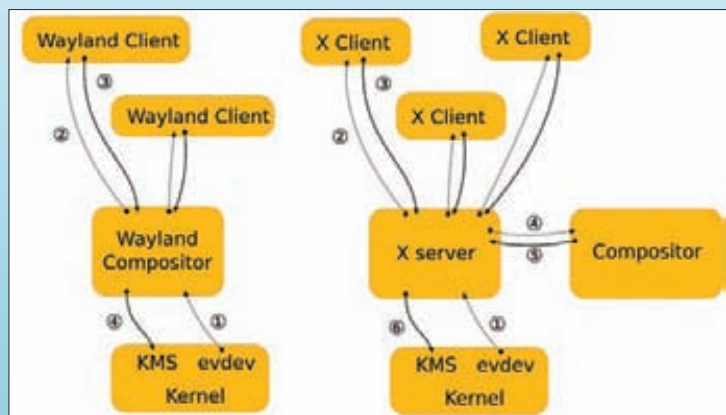 Wayland Client
③
②
Wayland Client
Wayland
Compositor
④
①
KMS evdev
Kernel
X Client
X Client
③
②
X Client
X server
④
⑤
Compositor
⑥
①
KMS evdev
Kernel